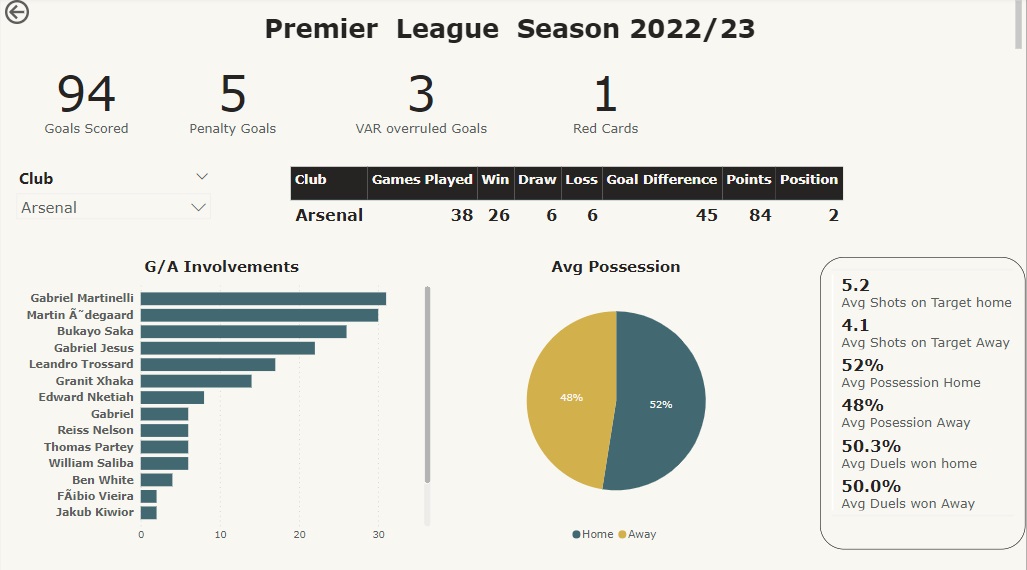 Premier League Season 2022/23
94
Goals Scored
5
Penalty Goals
3
VAR overruled Goals
1
Red Cards
Club
Arsenal
Club Games Played Win Draw Loss Goal Difference Points Position
Arsenal 38 26 6 6 45 84 2
G/A Involvements
Gabriel Martinelli
Martin Ã˜degaard
Bukayo Saka
Gabriel Jesus
Leandro Trossard
Granit Xhaka
Edward Nketiah
Gabriel
Reiss Nelson
Thomas Partey
William Saliba
Ben White
FÃibio Vieira
Jakub Kiwior
0 10 20 30
Avg Possession
48%
52%
Home Away
5.2
Avg Shots on Target home
4.1
Avg Shots on Target Away
52%
Avg Possession Home
48%
Avg Posession Away
50.3%
Avg Duels won home
50.0%
Avg Duels won Away